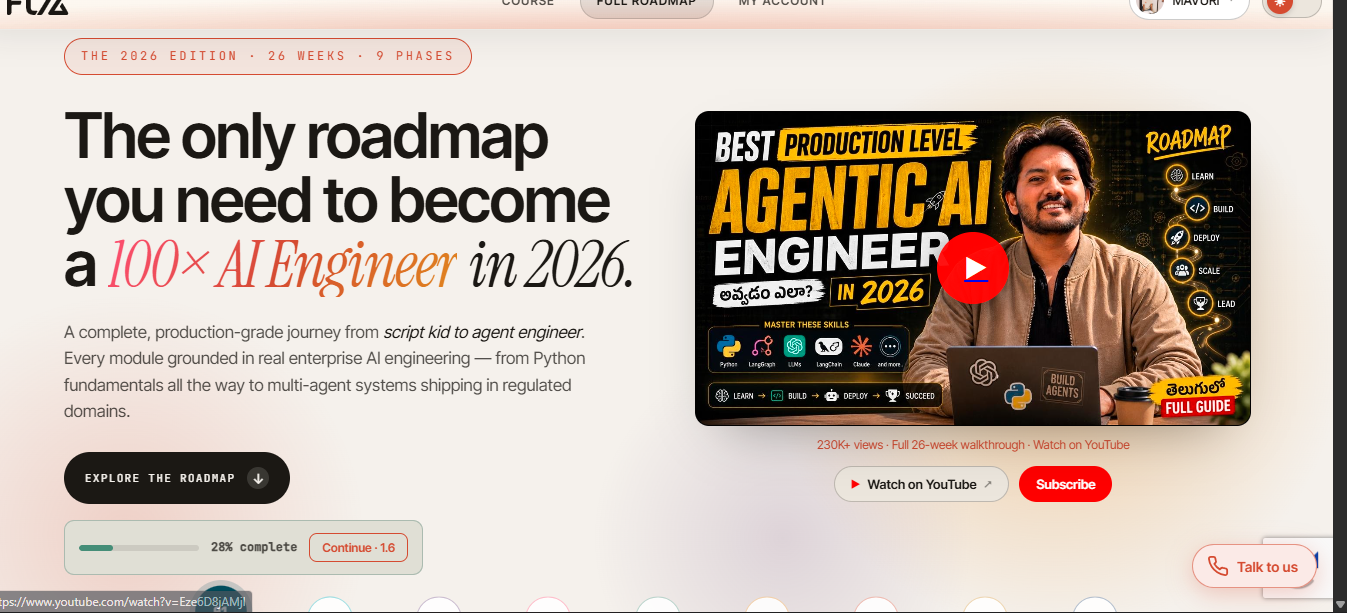 COURSE
FULL ROADMAP
MY ACCOUNT
MAVURI
THE 2026 EDITION · 26 WEEKS · 9 PHASES
The only roadmap
you need to become
a 100× AI Engineer in 2026.
A complete, production-grade journey from script kid to agent engineer.
Every module grounded in real enterprise AI engineering — from Python
fundamentals all the way to multi-agent systems shipping in regulated
domains.
EXPLORE THE ROADMAP
28% complete
Continue · 1.6
BEST PRODUCTION LEVEL
AGENTIC AI
ENGINEER
అవ్వడం ఎలా? IN 2026
MASTER THESE SKILLS
Python LangGraph LLMs LangChain Claude and more.
LEARN → BUILD → DEPLOY → SUCCEED
ROADMAP
LEARN
BUILD
DEPLOY
SCALE
LEAD
BUILD
AGENTS
తెలుగులో
FULL GUIDE
230K+ views · Full 26-week walkthrough · Watch on YouTube
Watch on YouTube ↗
Subscribe
Talk to us